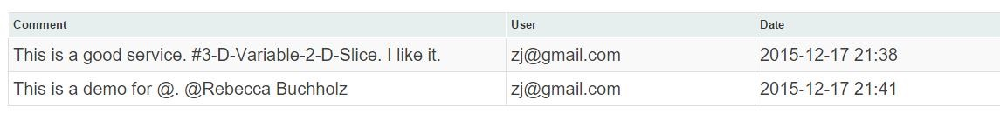 Comment User Date
This is a good service. #3-D-Variable-2-D-Slice. I like it. zj@gmail.com 2015-12-17 21:38
This is a demo for @. @Rebecca Buchholz zj@gmail.com 2015-12-17 21:41